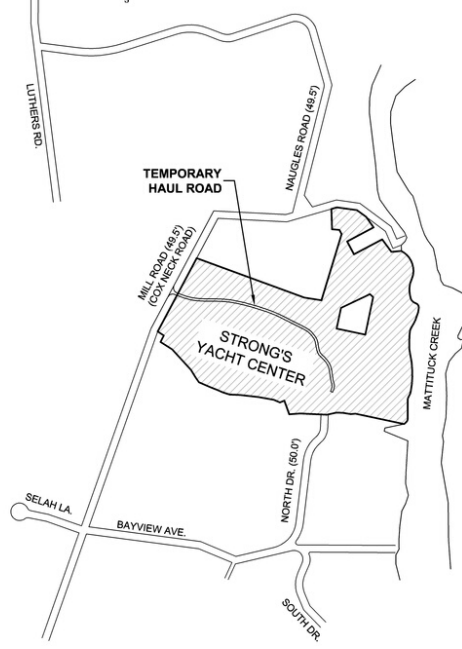 LUTHERS RD.
NAUGLES ROAD (49.5')
TEMPORARY
HAUL ROAD
MILL ROAD (49.5')
(COX NECK ROAD)
STRONG'S
YACHT CENTER
MATTITUCK CREEK
NORTH DR. (50.0')
SELAH LA.
BAYVIEW AVE.
SOUTH DR.